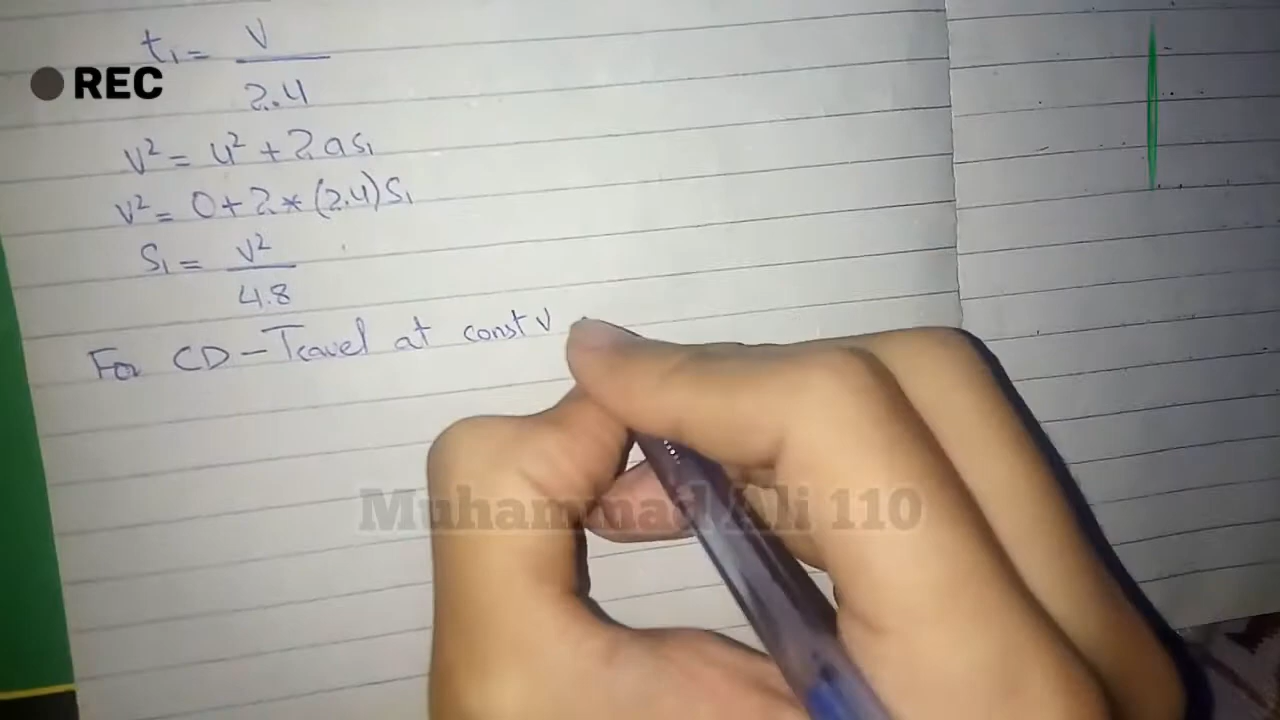 t₁ = V
2.4
REC
V² = u² + 2as₁
V² = 0 + 2 * (2.4)S₁
S₁ = V²
4.8
For CD - Travel at const V
Muhammad Ali 110